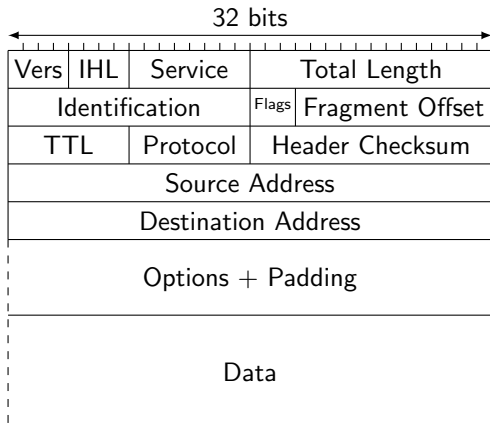 32 bits
Vers IHL Service Total Length
Identification Flags Fragment Offset
TTL Protocol Header Checksum
Source Address
Destination Address
Options + Padding
Data